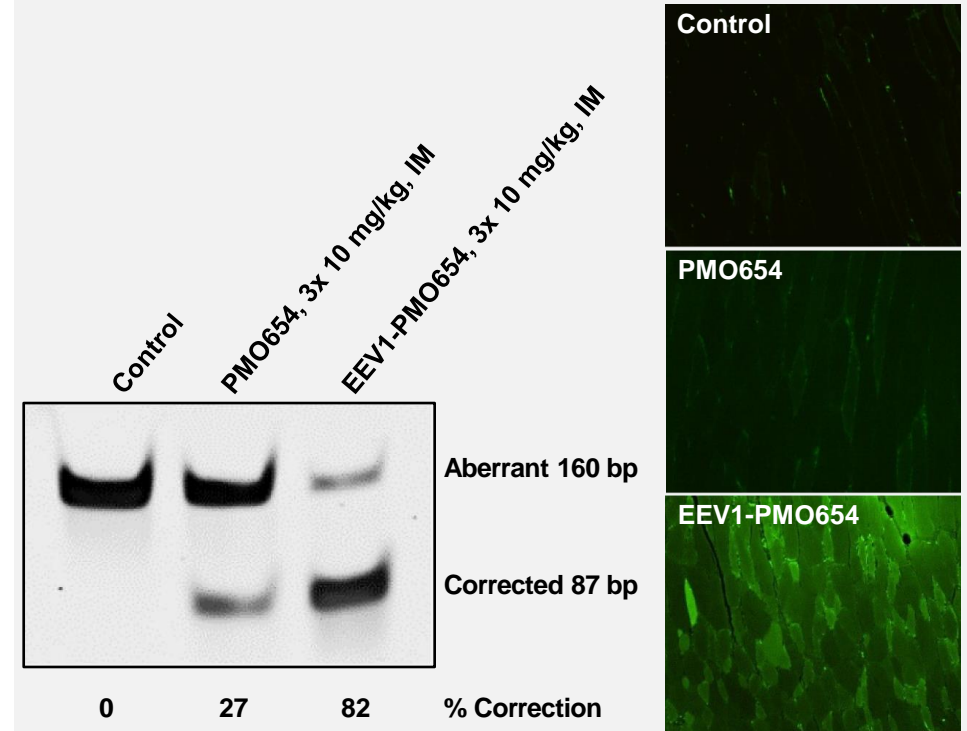 Control
PMO654, 3x 10 mg/kg, IM
EEV1-PMO654, 3x 10 mg/kg, IM
Aberrant 160 bp
Corrected 87 bp
0 27 82 % Correction
Control
PMO654
EEV1-PMO654